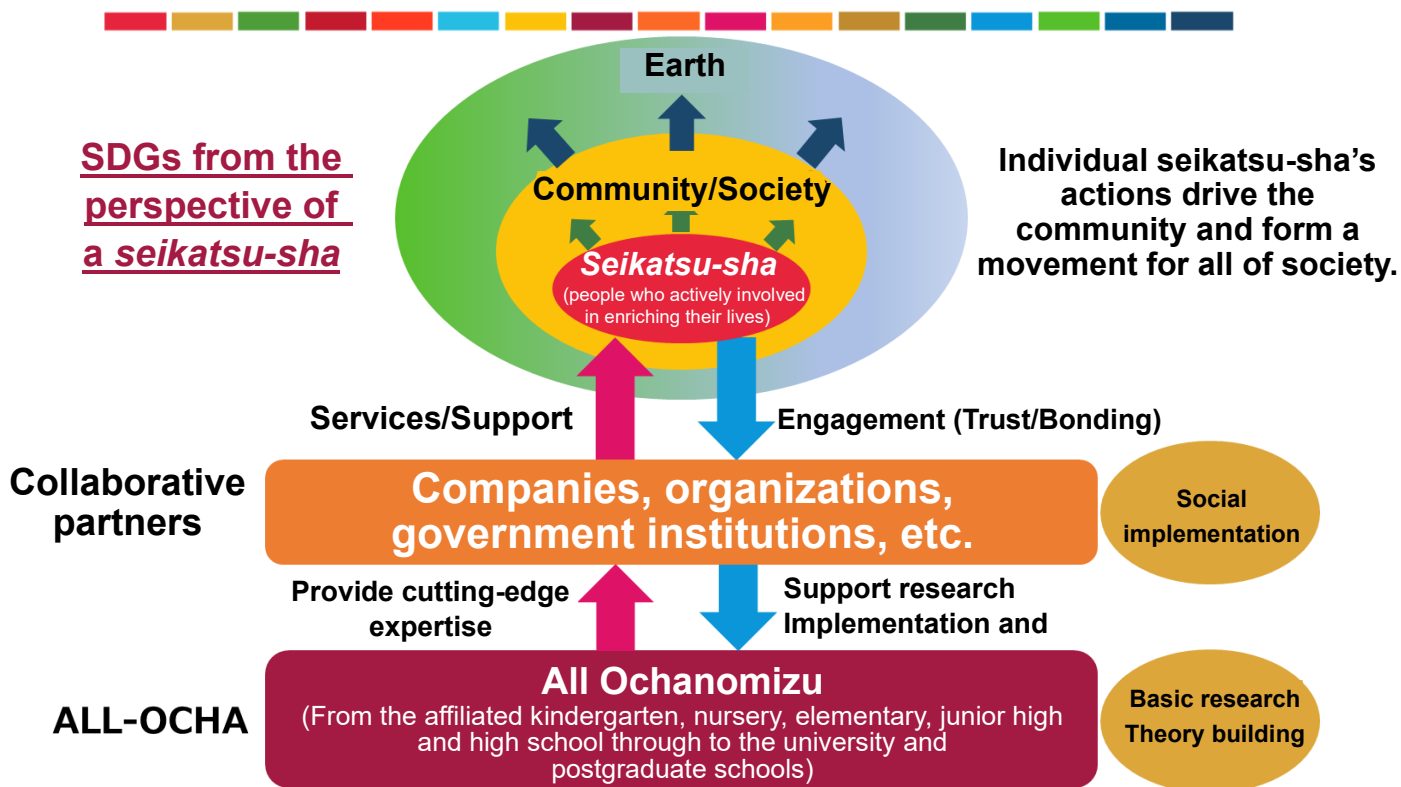 Earth
SDGs from the
perspective of
a seikatsu-sha
Individual seikatsu-sha's
actions drive the
community and form a
movement for all of society.
Community/Society
Seikatsu-sha
(people who actively involved
in enriching their lives)
Services/Support
Engagement (Trust/Bonding)
Collaborative
partners
Companies, organizations,
government institutions, etc.
Social
implementation
Provide cutting-edge
expertise
Support research
Implementation and
ALL-OCHA
All Ochanomizu
(From the affiliated kindergarten, nursery, elementary, junior high
and high school through to the university and
postgraduate schools)
Basic research
Theory building